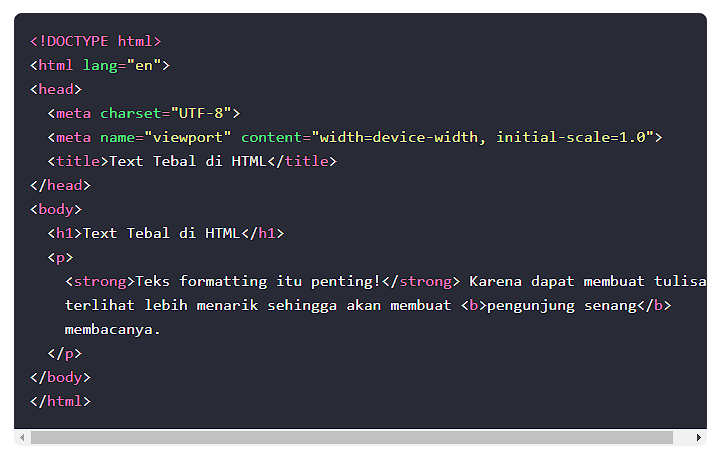 <!DOCTYPE html>
<html lang="en">
<head>
  <meta charset="UTF-8">
  <meta name="viewport" content="width=device-width, initial-scale=1.0">
  <title>Text Tebal di HTML</title>
</head>
<body>
  <h1>Text Tebal di HTML</h1>
  <p>
    <strong>Teks formatting itu penting!</strong> Karena dapat membuat tulisa
    terlihat lebih menarik sehingga akan membuat <b>pengunjung senang</b>
    membacanya.
  </p>
</body>
</html>